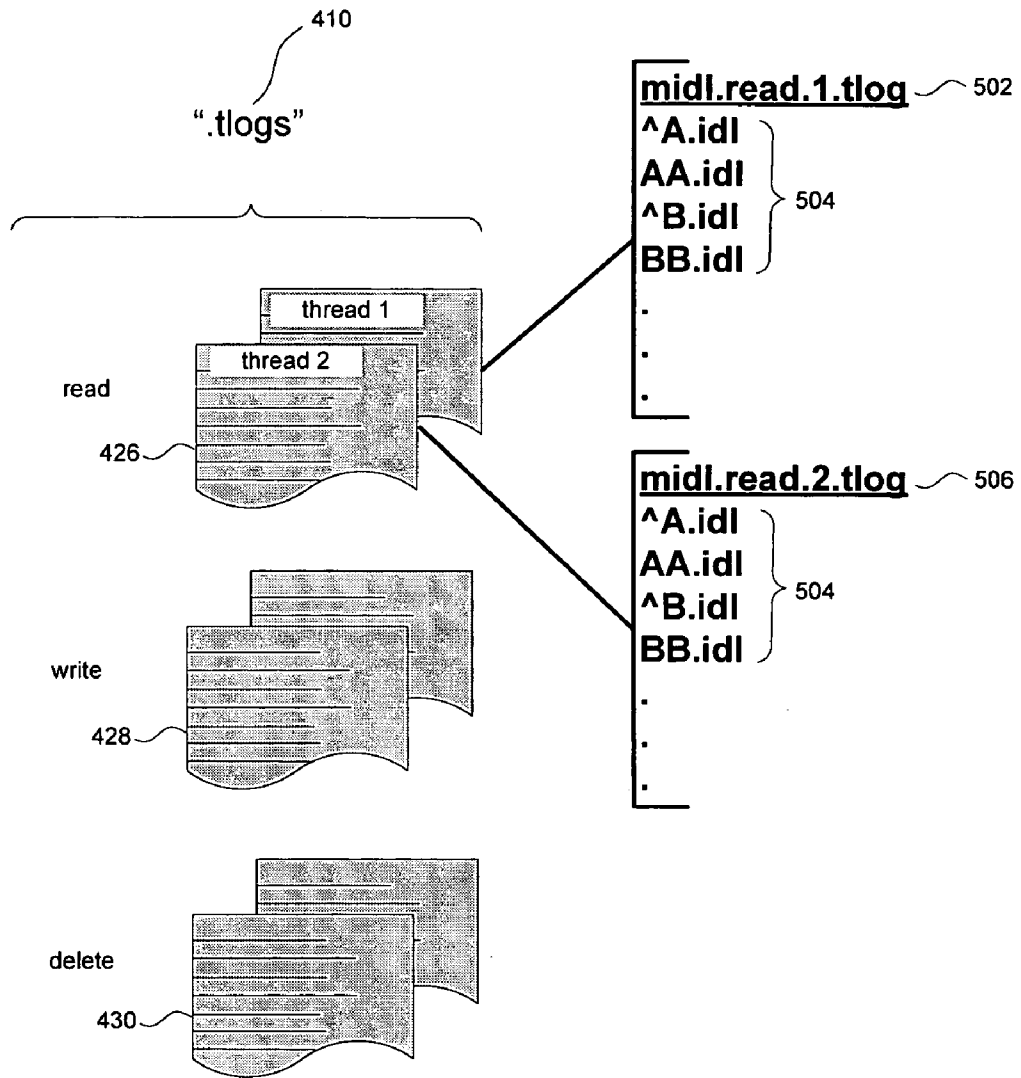 410
“.tlogs”
thread 1
thread 2
read
426
write
428
delete
430
midl.read.1.tlog
502
^A.idl
AA.idl
^B.idl
BB.idl
504
.
.
.
midl.read.2.tlog
506
^A.idl
AA.idl
^B.idl
BB.idl
504
.
.
.